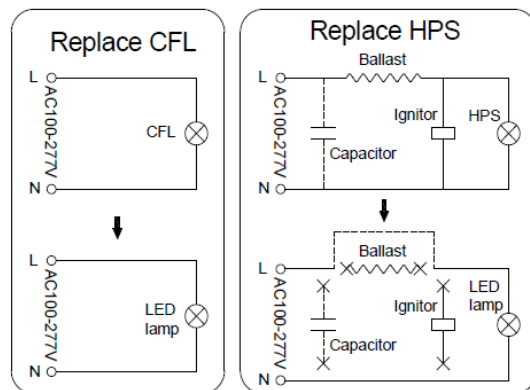 Replace CFL
L
AC100-277V
CFL
N
L
AC100-277V
LED
lamp
N
Replace HPS
Ballast
L
AC100-277V
Ignitor
HPS
Capacitor
N
Ballast
L
AC100-277V
LED
lamp
Ignitor
Capacitor
N